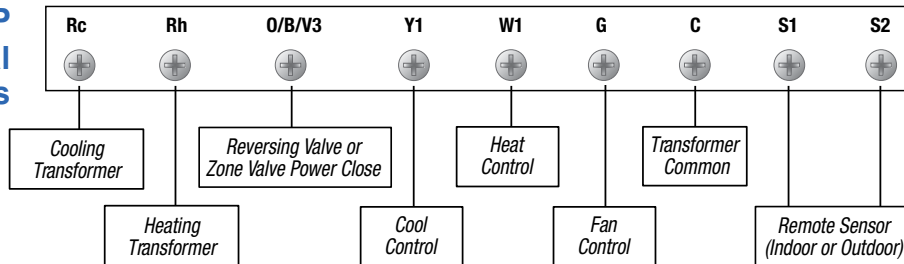 P
al
s
Rc Rh O/B/V3 Y1 W1 G C S1 S2
Cooling
Transformer
Reversing Valve or
Zone Valve Power Close
Heat
Control
Transformer
Common
Heating
Transformer
Cool
Control
Fan
Control
Remote Sensor
(Indoor or Outdoor)